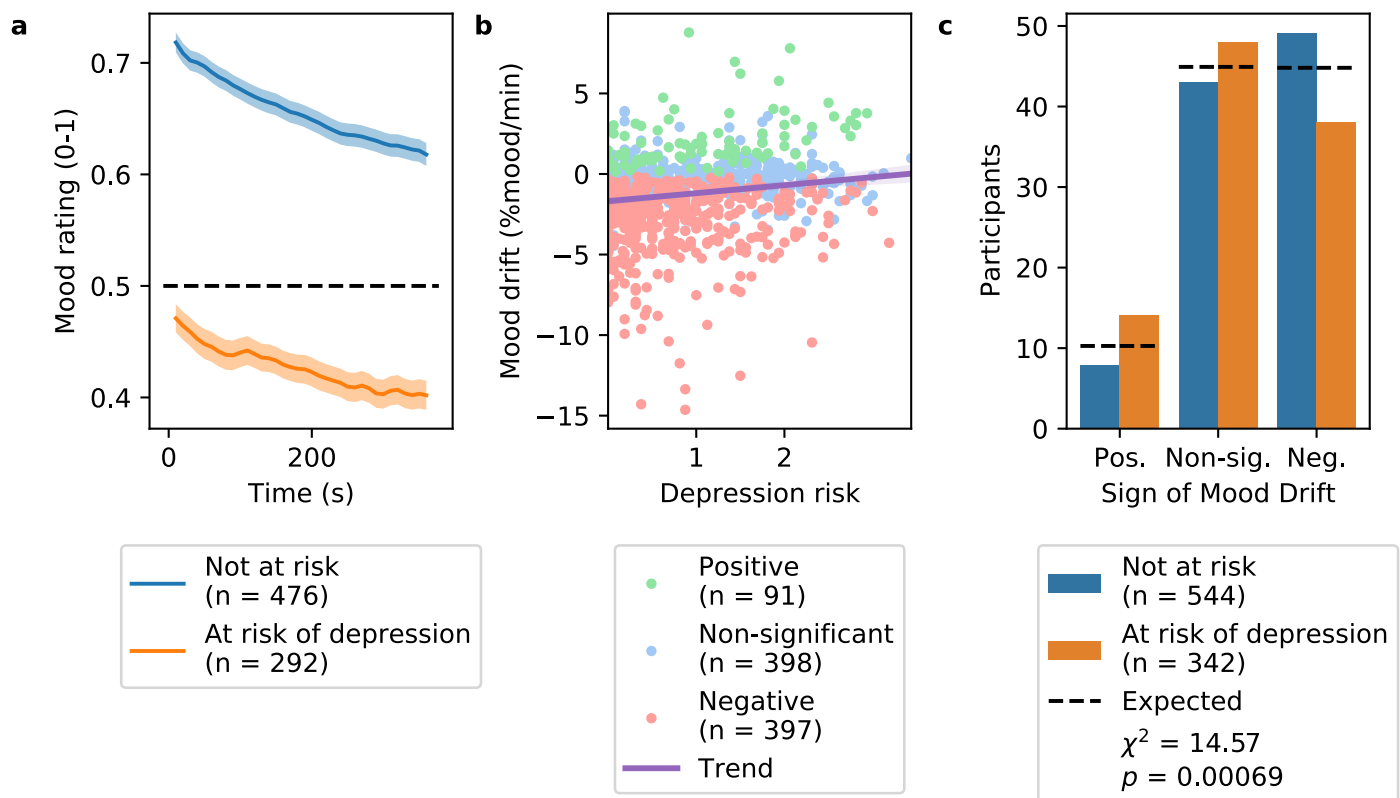 a
0.7
0.6
0.5
0.4
Mood rating (0-1)
0
200
Time (s)
Not at risk
(n = 476)
At risk of depression
(n = 292)
b
5
0
−5
−10
−15
Mood drift (%mood/min)
1
2
Depression risk
Positive
(n = 91)
Non-significant
(n = 398)
Negative
(n = 397)
Trend
c
50
40
30
20
10
0
Participants
Pos.
Non-sig.
Neg.
Sign of Mood Drift
Not at risk
(n = 544)
At risk of depression
(n = 342)
Expected
χ² = 14.57
p = 0.00069